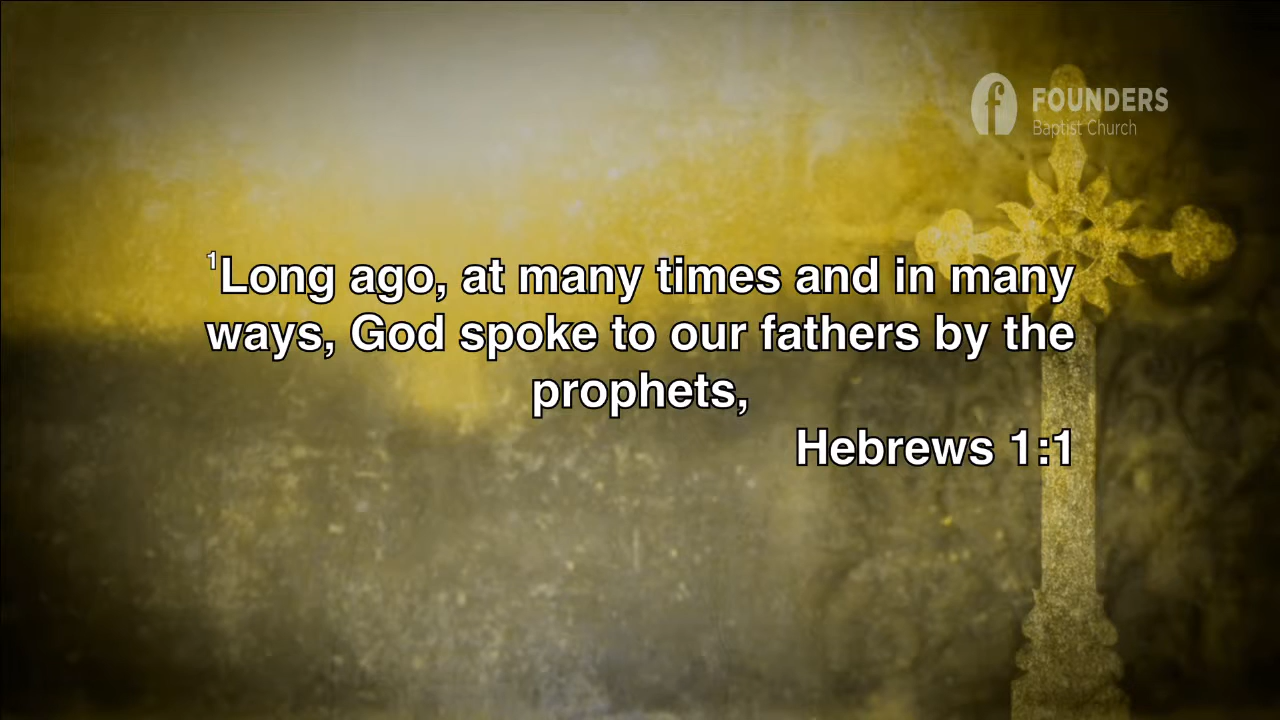 FOUNDERS
Baptist Church
¹Long ago, at many times and in many
ways, God spoke to our fathers by the
prophets,
Hebrews 1:1